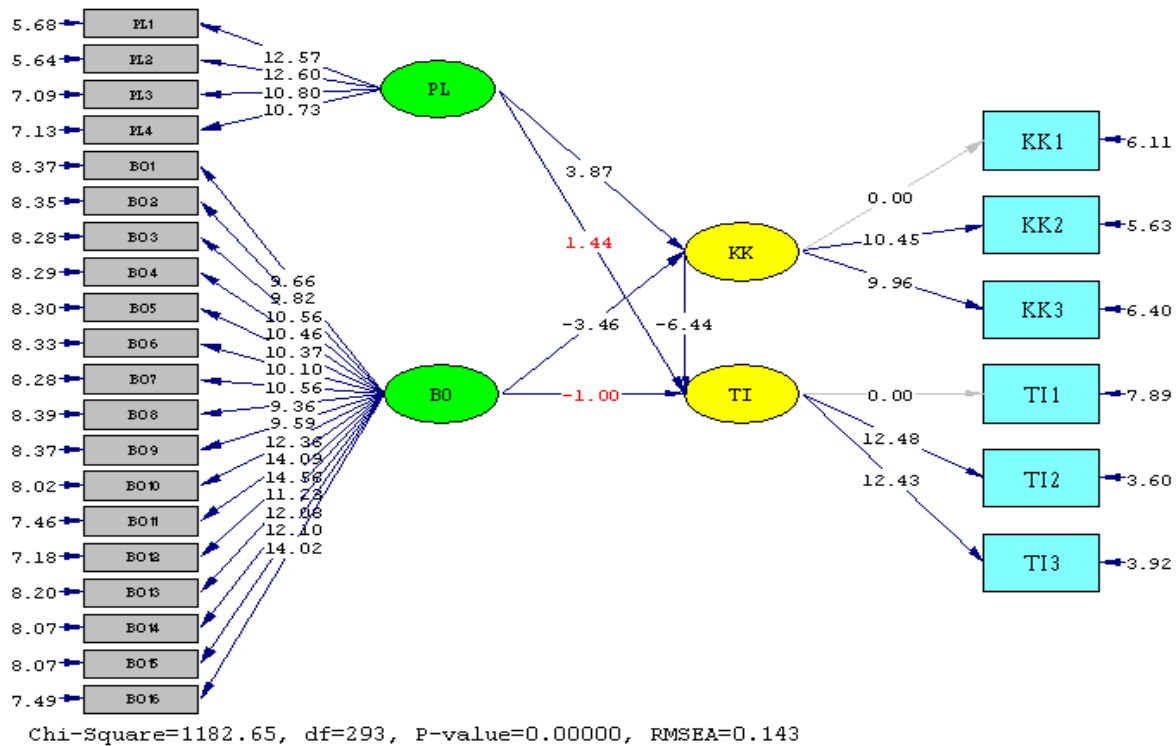 5.68 PL1
12.57
5.64 PL2
12.60
7.09 PL3
10.80
7.13 PL4
10.73
PL
8.37 BO1
8.35 BO2
8.28 BO3
8.29 BO4
8.30 BO5
8.33 BO6
8.28 BO7
8.39 BO8
8.37 BO9
8.02 BO10
7.46 BO11
7.18 BO12
8.20 BO13
8.07 BO14
8.07 BO15
7.49 BO16
9.66
9.82
10.56
10.46
10.37
10.10
10.56
9.36
9.59
12.36
14.09
14.56
11.23
12.08
12.10
14.02
BO
3.87
1.44
-3.46
-6.44
-1.00
KK
TI
0.00
10.45
9.96
0.00
12.48
12.43
KK1 6.11
KK2 5.63
KK3 6.40
TI1 7.89
TI2 3.60
TI3 3.92
Chi-Square=1182.65, df=293, P-value=0.00000, RMSEA=0.143